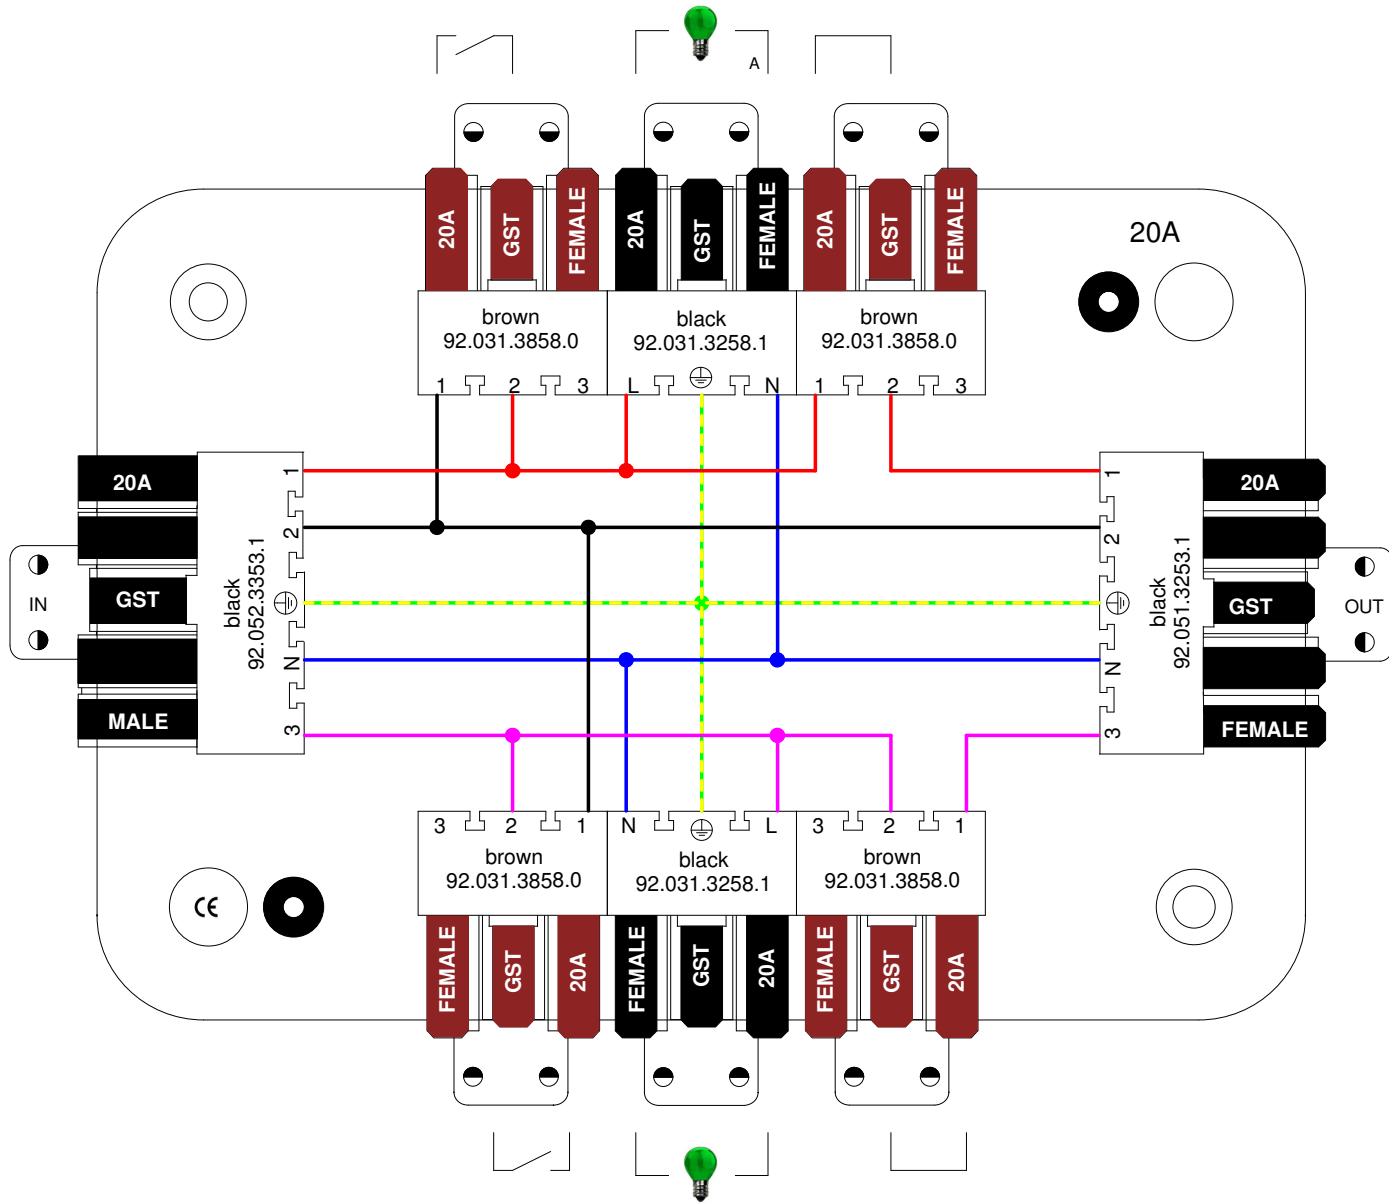 A
20A
GST
FEMALE
20A
GST
FEMALE
20A
GST
FEMALE
20A
brown
92.031.3858.0
black
92.031.3258.1
brown
92.031.3858.0
1 2 3
L N
1 2 3
20A
GST
MALE
IN
black
92.052.3353.1
1
2
N
3
1
2
N
3
black
92.051.3253.1
20A
GST
FEMALE
OUT
3 2 1
N L
3 2 1
brown
92.031.3858.0
black
92.031.3258.1
brown
92.031.3858.0
CE
FEMALE
GST
20A
FEMALE
GST
20A
FEMALE
GST
20A